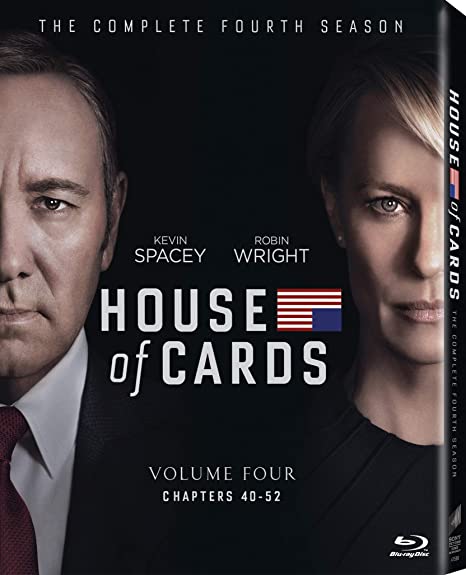 THE COMPLETE FOURTH SEASON
KEVIN
SPACEY
ROBIN
WRIGHT
HOUSE
of CARDS
VOLUME FOUR
CHAPTERS 40-52
Blu-ray Disc
HOUSE of CARDS
THE COMPLETE FOURTH SEASON
SONY